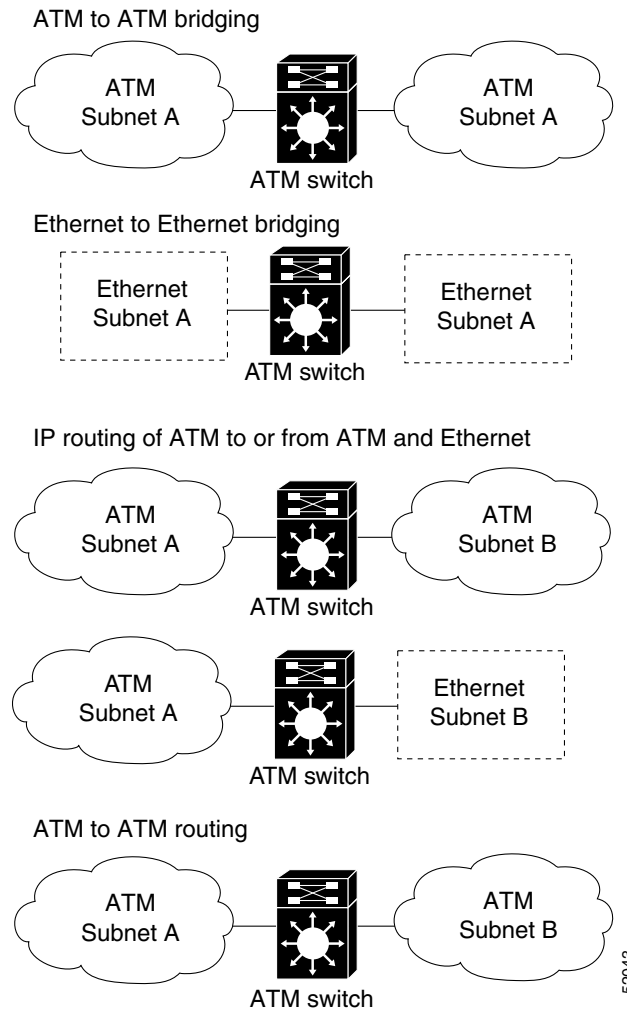 ATM to ATM bridging
ATM
Subnet A
ATM
Subnet A
ATM switch
Ethernet to Ethernet bridging
Ethernet
Subnet A
Ethernet
Subnet A
ATM switch
IP routing of ATM to or from ATM and Ethernet
ATM
Subnet A
ATM
Subnet B
ATM switch
ATM
Subnet A
Ethernet
Subnet B
ATM switch
ATM to ATM routing
ATM
Subnet A
ATM
Subnet B
ATM switch